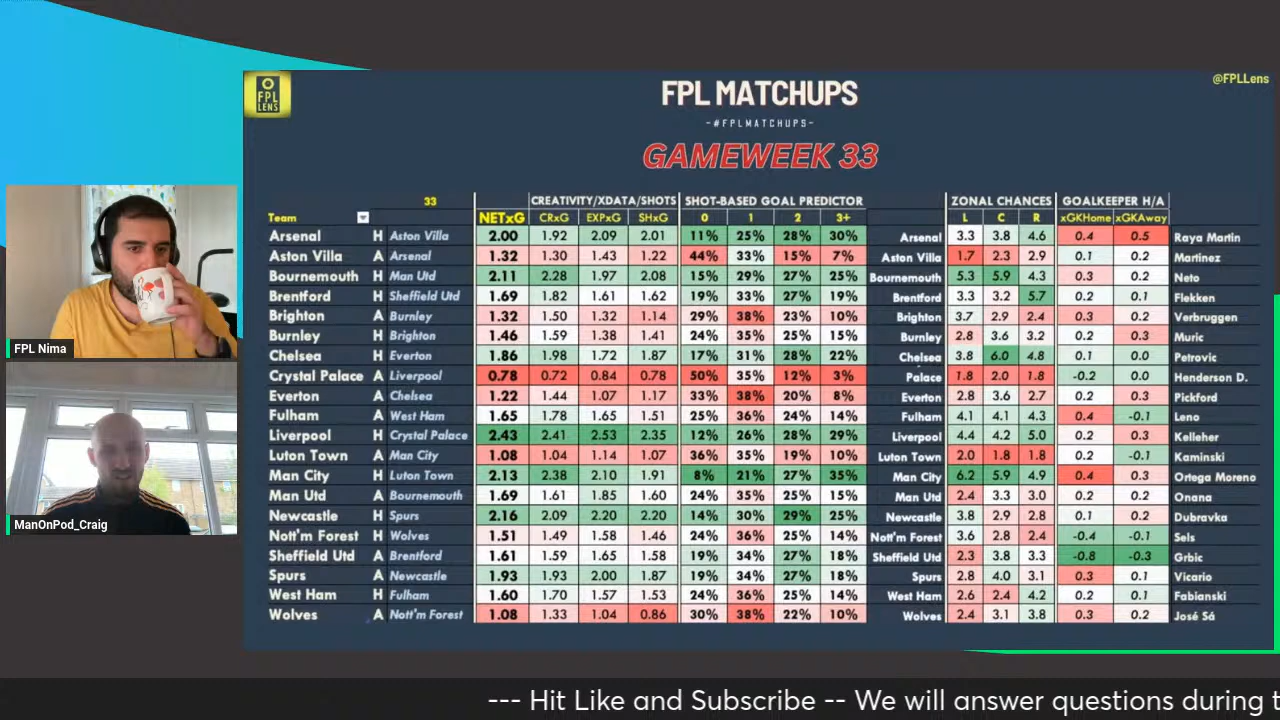 @FPLLens
FPL
LENS
FPL MATCHUPS
-#FPLMATCHUPS-
GAMEWEEK 33
33 CREATIVITY/XDATA/SHOTS SHOT-BASED GOAL PREDICTOR ZONAL CHANCES GOALKEEPER H/A
Team NETxG CRxG EXPxG SHxG 0 1 2 3+ L C R xGKHome xGKAway
Arsenal H Aston Villa 2.00 1.92 2.09 2.01 11% 25% 28% 30% Arsenal 3.3 3.8 4.6 0.4 0.5 Raya Martin
Aston Villa A Arsenal 1.32 1.30 1.43 1.22 44% 33% 15% 7% Aston Villa 1.7 2.3 2.9 0.1 0.2 Martinez
Bournemouth H Man Utd 2.11 2.28 1.97 2.08 15% 29% 27% 25% Bournemouth 5.3 5.9 4.3 0.3 0.2 Neto
Brentford H Sheffield Utd 1.69 1.82 1.61 1.62 19% 33% 27% 19% Brentford 3.3 3.2 5.7 0.2 0.1 Flekken
Brighton A Burnley 1.32 1.50 1.32 1.14 29% 38% 23% 10% Brighton 3.7 2.9 2.4 0.3 0.2 Verbruggen
Burnley H Brighton 1.46 1.59 1.38 1.41 24% 35% 25% 15% Burnley 2.8 3.6 3.2 0.2 0.3 Muric
Chelsea H Everton 1.86 1.98 1.72 1.87 17% 31% 28% 22% Chelsea 3.8 6.0 4.8 0.1 0.0 Petrovic
Crystal Palace A Liverpool 0.78 0.72 0.84 0.78 50% 35% 12% 3% Palace 1.8 2.0 1.8 -0.2 0.0 Henderson D.
Everton A Chelsea 1.22 1.44 1.07 1.17 33% 38% 20% 8% Everton 2.8 3.6 2.7 0.2 0.3 Pickford
Fulham A West Ham 1.65 1.78 1.65 1.51 25% 36% 24% 14% Fulham 4.1 4.1 4.3 0.4 -0.1 Leno
Liverpool H Crystal Palace 2.43 2.41 2.53 2.35 12% 26% 28% 29% Liverpool 4.4 4.2 5.0 0.2 0.3 Kelleher
Luton Town A Man City 1.08 1.04 1.14 1.07 36% 35% 19% 10% Luton Town 2.0 1.8 1.8 0.2 -0.1 Kaminski
Man City H Luton Town 2.13 2.38 2.10 1.91 8% 21% 27% 35% Man City 6.2 5.9 4.9 0.4 0.3 Ortega Moreno
Man Utd A Bournemouth 1.69 1.61 1.85 1.60 24% 35% 25% 15% Man Utd 2.4 3.3 3.0 0.2 0.2 Onana
Newcastle H Spurs 2.16 2.09 2.20 2.20 14% 30% 29% 25% Newcastle 3.8 2.9 2.8 0.1 0.2 Dubravka
Nott'm Forest H Wolves 1.51 1.49 1.58 1.46 24% 36% 25% 14% Nott'm Forest 3.6 2.8 2.4 -0.4 -0.1 Sels
Sheffield Utd A Brentford 1.61 1.59 1.65 1.58 19% 34% 27% 18% Sheffield Utd 2.3 3.8 3.3 -0.8 -0.3 Grbic
Spurs A Newcastle 1.93 1.93 2.00 1.87 19% 34% 27% 18% Spurs 2.8 4.0 3.1 0.3 0.1 Vicario
West Ham H Fulham 1.60 1.70 1.57 1.53 24% 36% 25% 14% West Ham 2.6 2.4 4.2 0.2 0.1 Fabianski
Wolves A Nott'm Forest 1.08 1.33 1.04 0.86 30% 38% 22% 10% Wolves 2.4 3.1 3.8 0.3 0.2 José Sá
FPL Nima
ManOnPod_Craig
--- Hit Like and Subscribe -- We will answer questions during t